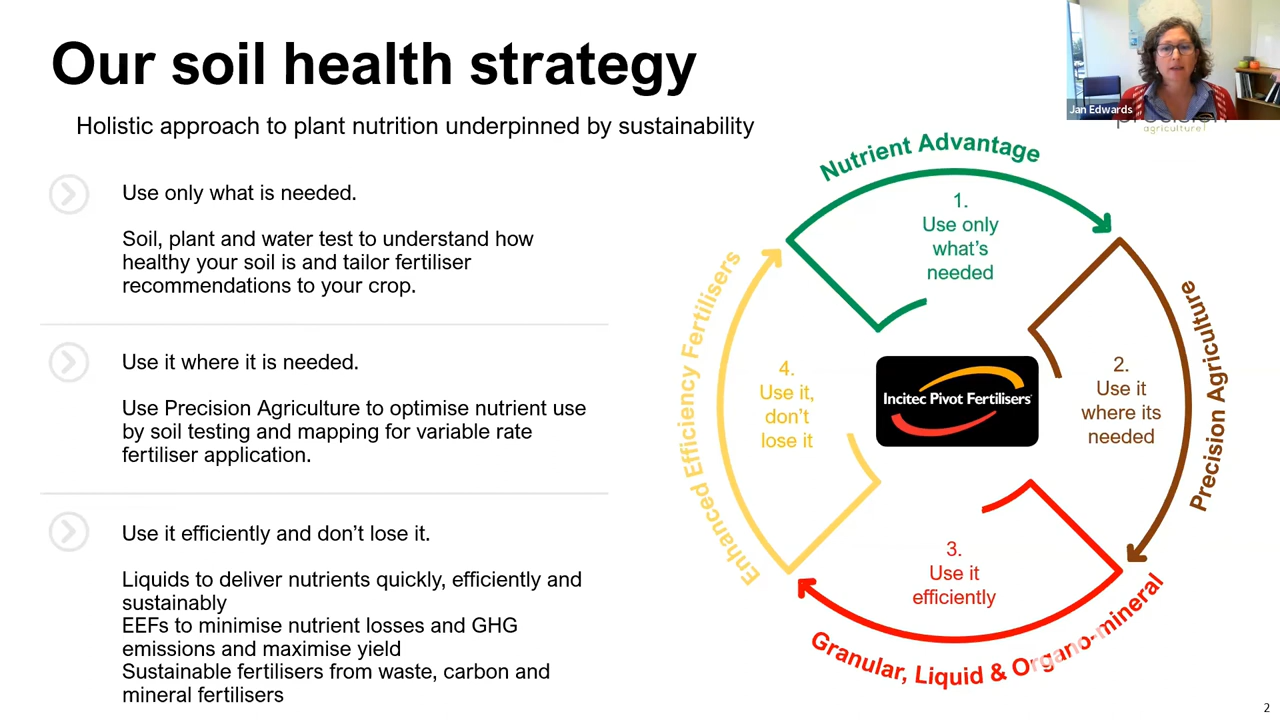 Our soil health strategy
Holistic approach to plant nutrition underpinned by sustainability
Jan Edwards
precision
agriculture!
Use only what is needed.
Soil, plant and water test to understand how
healthy your soil is and tailor fertiliser
recommendations to your crop.
Use it where it is needed.
Use Precision Agriculture to optimise nutrient use
by soil testing and mapping for variable rate
fertiliser application.
Use it efficiently and don’t lose it.
Liquids to deliver nutrients quickly, efficiently and
sustainably
EEFs to minimise nutrient losses and GHG
emissions and maximise yield
Sustainable fertilisers from waste, carbon and
mineral fertilisers
Nutrient Advantage
1.
Use only
what’s
needed
Precision Agriculture
2.
Use it
where its
needed
Granular, Liquid & Organo-mineral
3.
Use it
efficiently
Enhanced Efficiency Fertilisers
4.
Use it,
don’t
lose it
Incitec Pivot Fertilisers
2